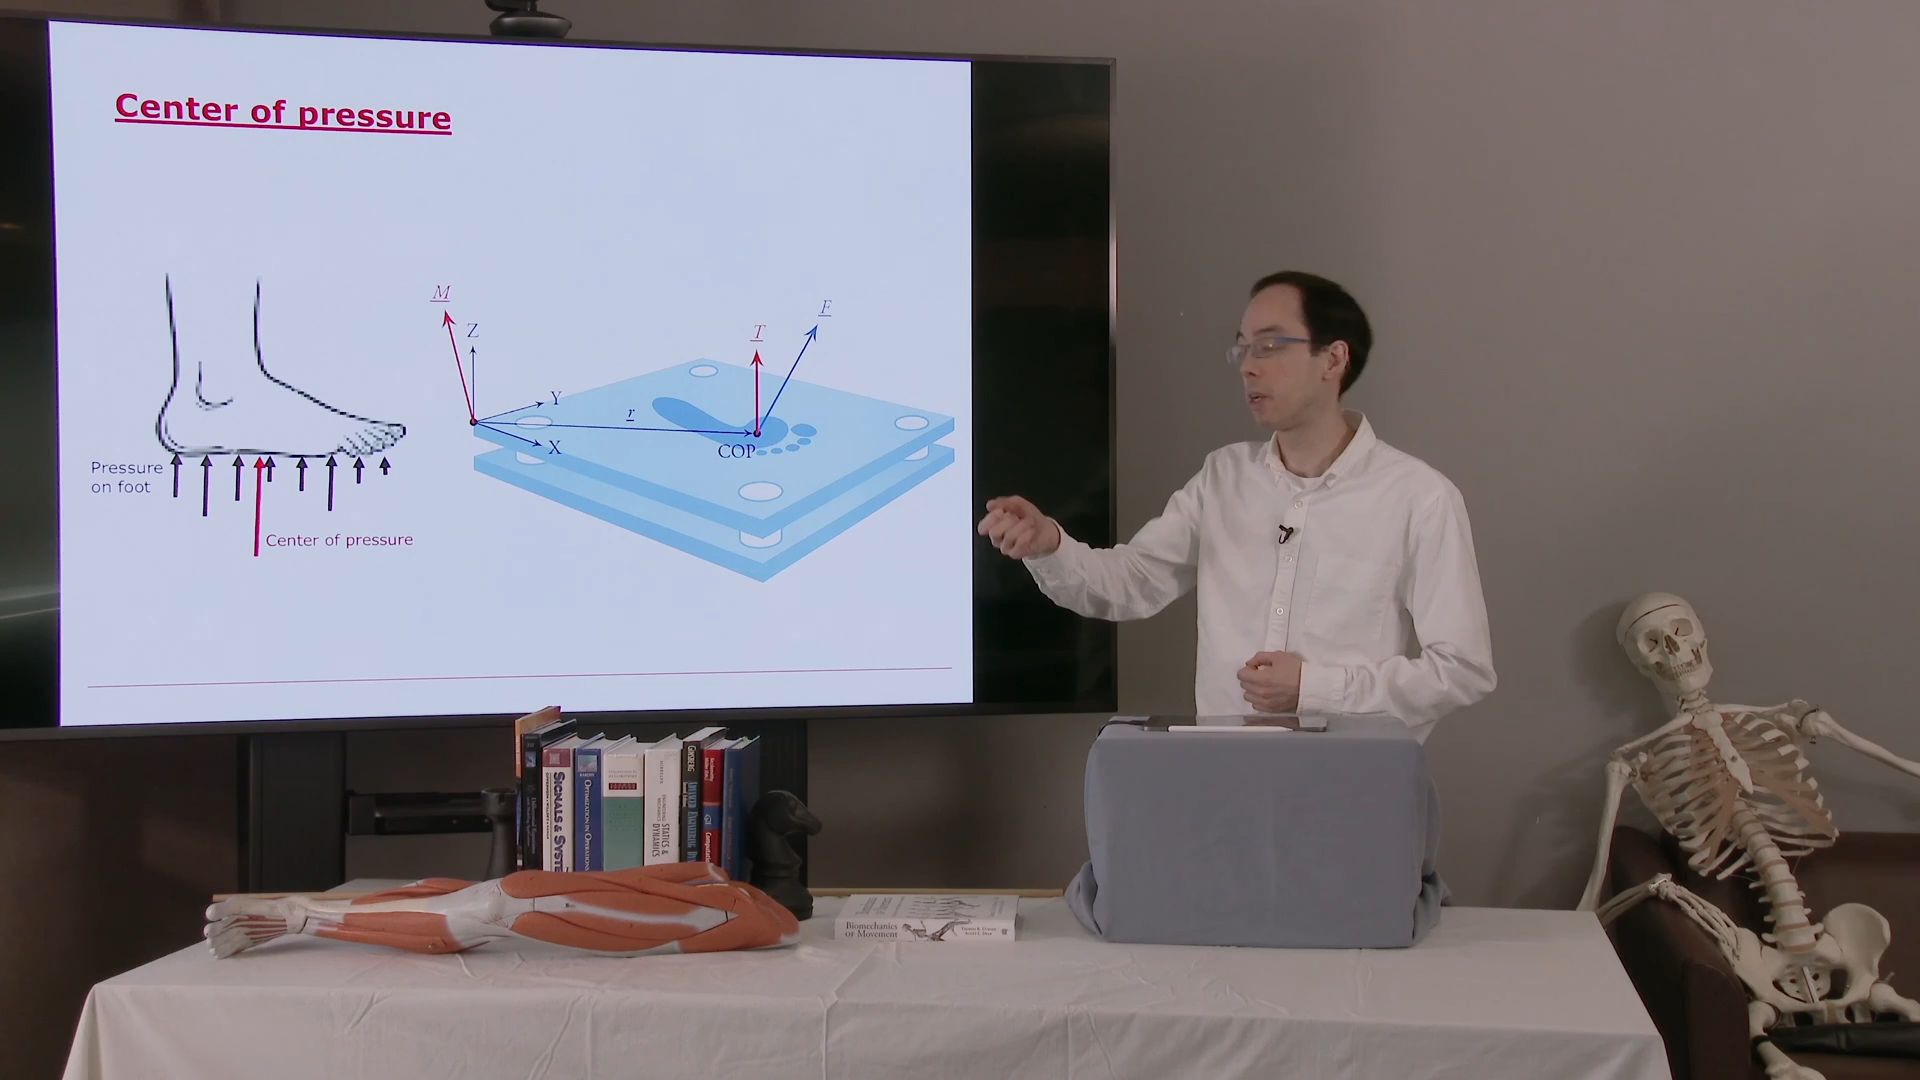 Center of pressure
M
Z
Y
X
r
T
F
COP
Pressure
on foot
Center of pressure
SIGNALS & SYSTEMS
OPTIMIZATION IN OPERATIONS
STATICS &
DYNAMICS
GINSBERG
Biomechanics
of Movement